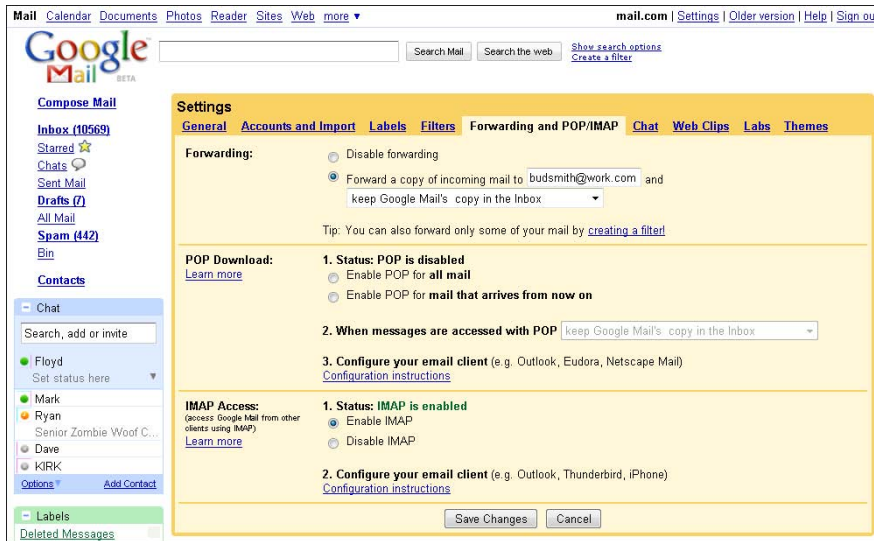 Mail Calendar Documents Photos Reader Sites Web more ▼
mail.com | Settings | Older version | Help | Sign ou
Google
Mail
BETA
Search Mail
Search the web
Show search options
Create a filter
Compose Mail
Inbox (10569)
Starred
Chats
Sent Mail
Drafts (7)
All Mail
Spam (442)
Bin
Contacts
Chat
Search, add or invite
Floyd
Set status here
Mark
Ryan
Senior Zombie Woof C...
Dave
KIRK
Options
Add Contact
Labels
Deleted Messages
Settings
General Accounts and Import Labels Filters Forwarding and POP/IMAP Chat Web Clips Labs Themes
Forwarding:
Disable forwarding
Forward a copy of incoming mail to budsmith@work.com and
keep Google Mail's copy in the Inbox
Tip: You can also forward only some of your mail by creating a filter!
POP Download:
Learn more
1. Status: POP is disabled
Enable POP for all mail
Enable POP for mail that arrives from now on
2. When messages are accessed with POP keep Google Mail's copy in the Inbox
3. Configure your email client (e.g. Outlook, Eudora, Netscape Mail)
Configuration instructions
IMAP Access:
(access Google Mail from other
clients using IMAP)
Learn more
1. Status: IMAP is enabled
Enable IMAP
Disable IMAP
2. Configure your email client (e.g. Outlook, Thunderbird, iPhone)
Configuration instructions
Save Changes
Cancel